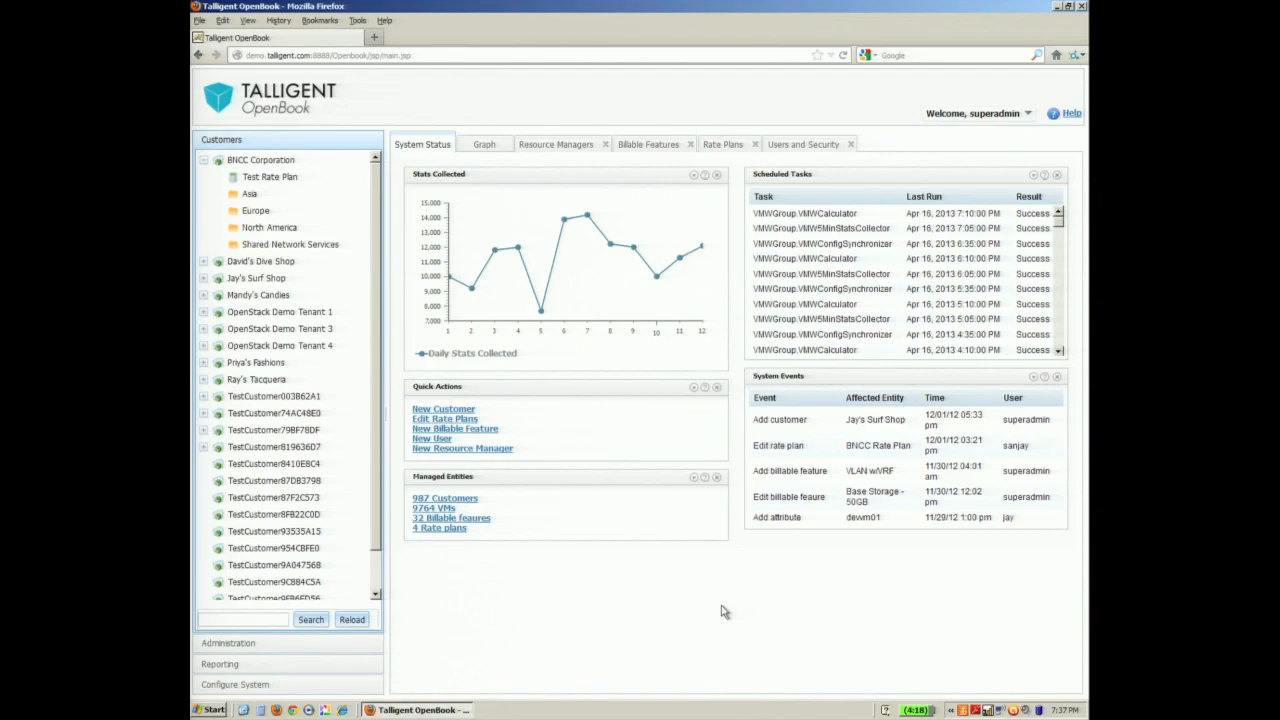 Talligent OpenBook - Mozilla Firefox
File Edit View History Bookmarks Tools Help
Talligent OpenBook
demo.talligent.com:8888/Openbook/jsp/main.jsp
Google
TALLIGENT
OpenBook
Welcome, superadmin
Help
Customers
BNCC Corporation
Test Rate Plan
Asia
Europe
North America
Shared Network Services
David's Dive Shop
Jay's Surf Shop
Mandy's Candies
OpenStack Demo Tenant 1
OpenStack Demo Tenant 3
OpenStack Demo Tenant 4
Priya's Fashions
Ray's Tacqueria
TestCustomer003B62A1
TestCustomer74AC48E0
TestCustomer79BF78DF
TestCustomer819636D7
TestCustomer8410E8C4
TestCustomer87DB3798
TestCustomer87F2C573
TestCustomer8FB22C0D
TestCustomer93535A15
TestCustomer954CBFE0
TestCustomer9A047568
TestCustomer9C884C5A
Search Reload
Administration
Reporting
Configure System
System Status Graph Resource Managers Billable Features Rate Plans Users and Security
Stats Collected
15,000
14,000
13,000
12,000
11,000
10,000
9,000
8,000
7,000
1 2 3 4 5 6 7 8 9 10 11 12
Daily Stats Collected
Quick Actions
New Customer
Edit Rate Plans
New Billable Feature
New User
New Resource Manager
Managed Entities
987 Customers
9764 VMs
32 Billable feaures
4 Rate plans
Scheduled Tasks
Task Last Run Result
VMWGroup.VMWCalculator Apr 16, 2013 7:10:00 PM Success
VMWGroup.VMW5MinStatsCollector Apr 16, 2013 7:05:00 PM Success
VMWGroup.VMWConfigSynchronizer Apr 16, 2013 6:35:00 PM Success
VMWGroup.VMWCalculator Apr 16, 2013 6:10:00 PM Success
VMWGroup.VMW5MinStatsCollector Apr 16, 2013 6:05:00 PM Success
VMWGroup.VMWConfigSynchronizer Apr 16, 2013 5:35:00 PM Success
VMWGroup.VMWCalculator Apr 16, 2013 5:10:00 PM Success
VMWGroup.VMW5MinStatsCollector Apr 16, 2013 5:05:00 PM Success
VMWGroup.VMWConfigSynchronizer Apr 16, 2013 4:35:00 PM Success
VMWGroup.VMWCalculator Apr 16, 2013 4:10:00 PM Success
System Events
Event Affected Entity Time User
Add customer Jay's Surf Shop 12/01/12 05:33 pm superadmin
Edit rate plan BNCC Rate Plan 12/01/12 03:21 pm sanjay
Add billable feature VLAN w/VRF 11/30/12 04:01 am superadmin
Edit billable feaure Base Storage - 50GB 11/30/12 12:02 pm superadmin
Add attribute dewm01 11/29/12 1:00 pm jay
Start
Talligent OpenBook - ...
(4:18)
7:37 PM